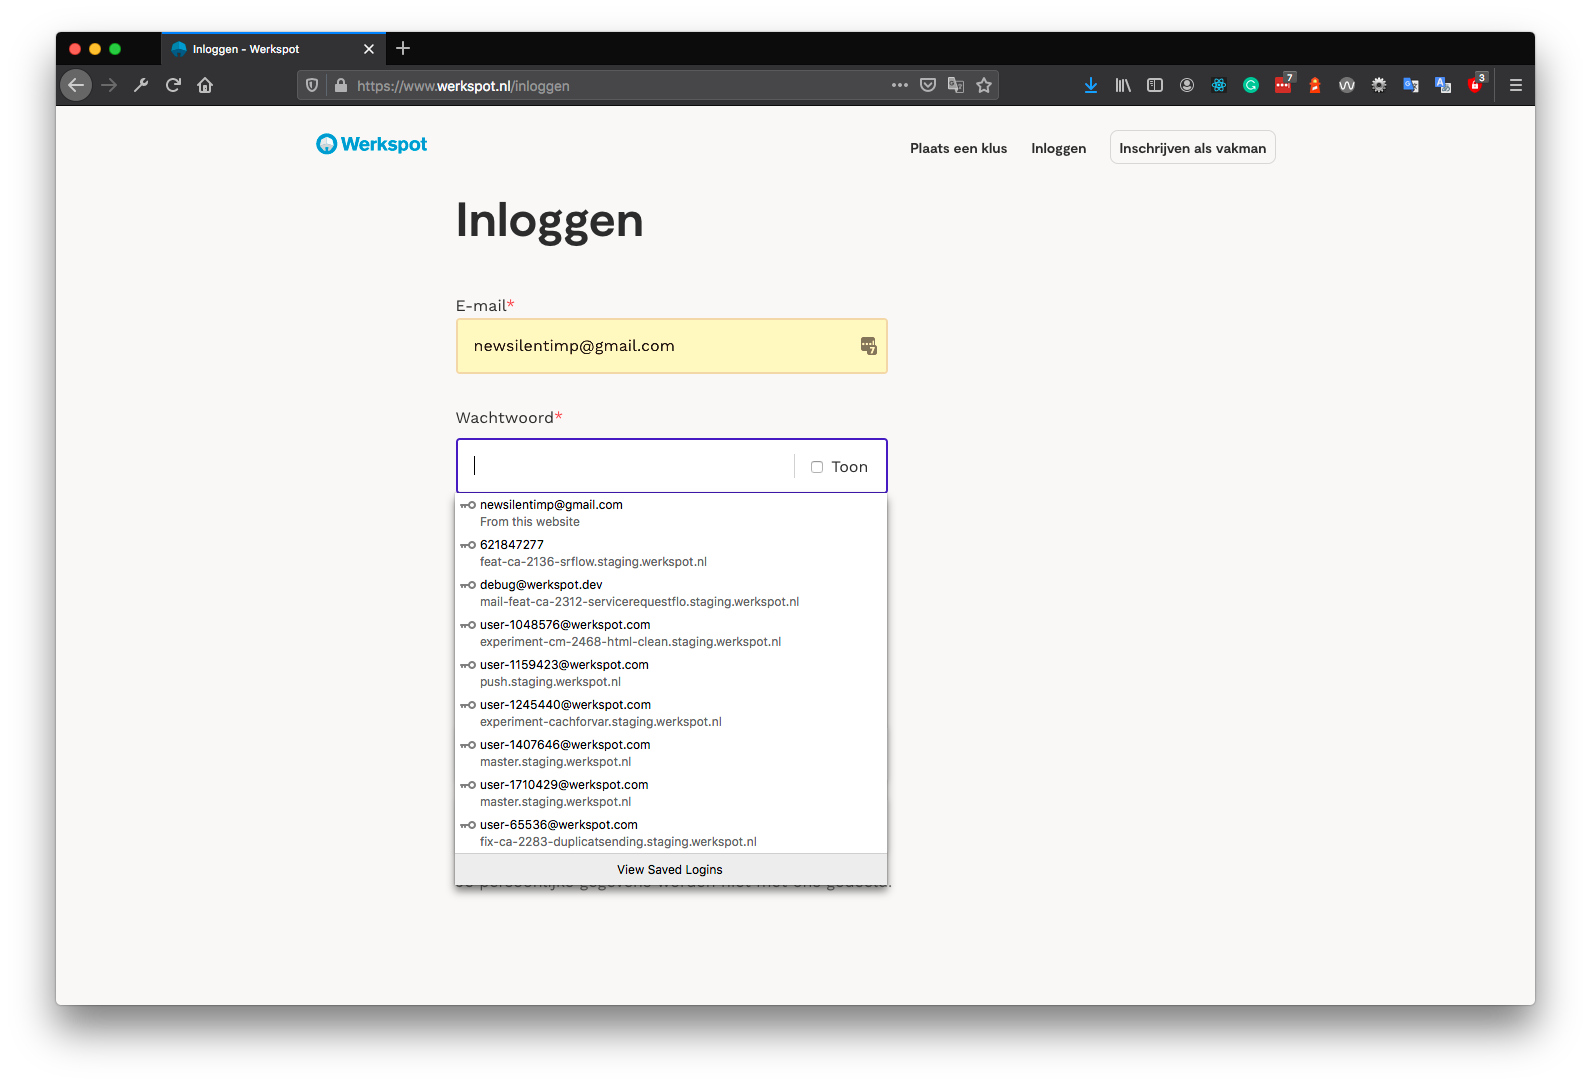 Inloggen - Werkspot
https://www.werkspot.nl/inloggen
7
3
Werkspot
Plaats een klus
Inloggen
Inschrijven als vakman
Inloggen
E-mail*
newsilentimp@gmail.com
7
Wachtwoord*
Toon
newsilentimp@gmail.com
From this website
621847277
feat-ca-2136-srflow.staging.werkspot.nl
debug@werkspot.dev
mail-feat-ca-2312-servicerequestflo.staging.werkspot.nl
user-1048576@werkspot.com
experiment-cm-2468-html-clean.staging.werkspot.nl
user-1159423@werkspot.com
push.staging.werkspot.nl
user-1245440@werkspot.com
experiment-cachforvar.staging.werkspot.nl
user-1407646@werkspot.com
master.staging.werkspot.nl
user-1710429@werkspot.com
master.staging.werkspot.nl
user-65536@werkspot.com
fix-ca-2283-duplicatsending.staging.werkspot.nl
View Saved Logins